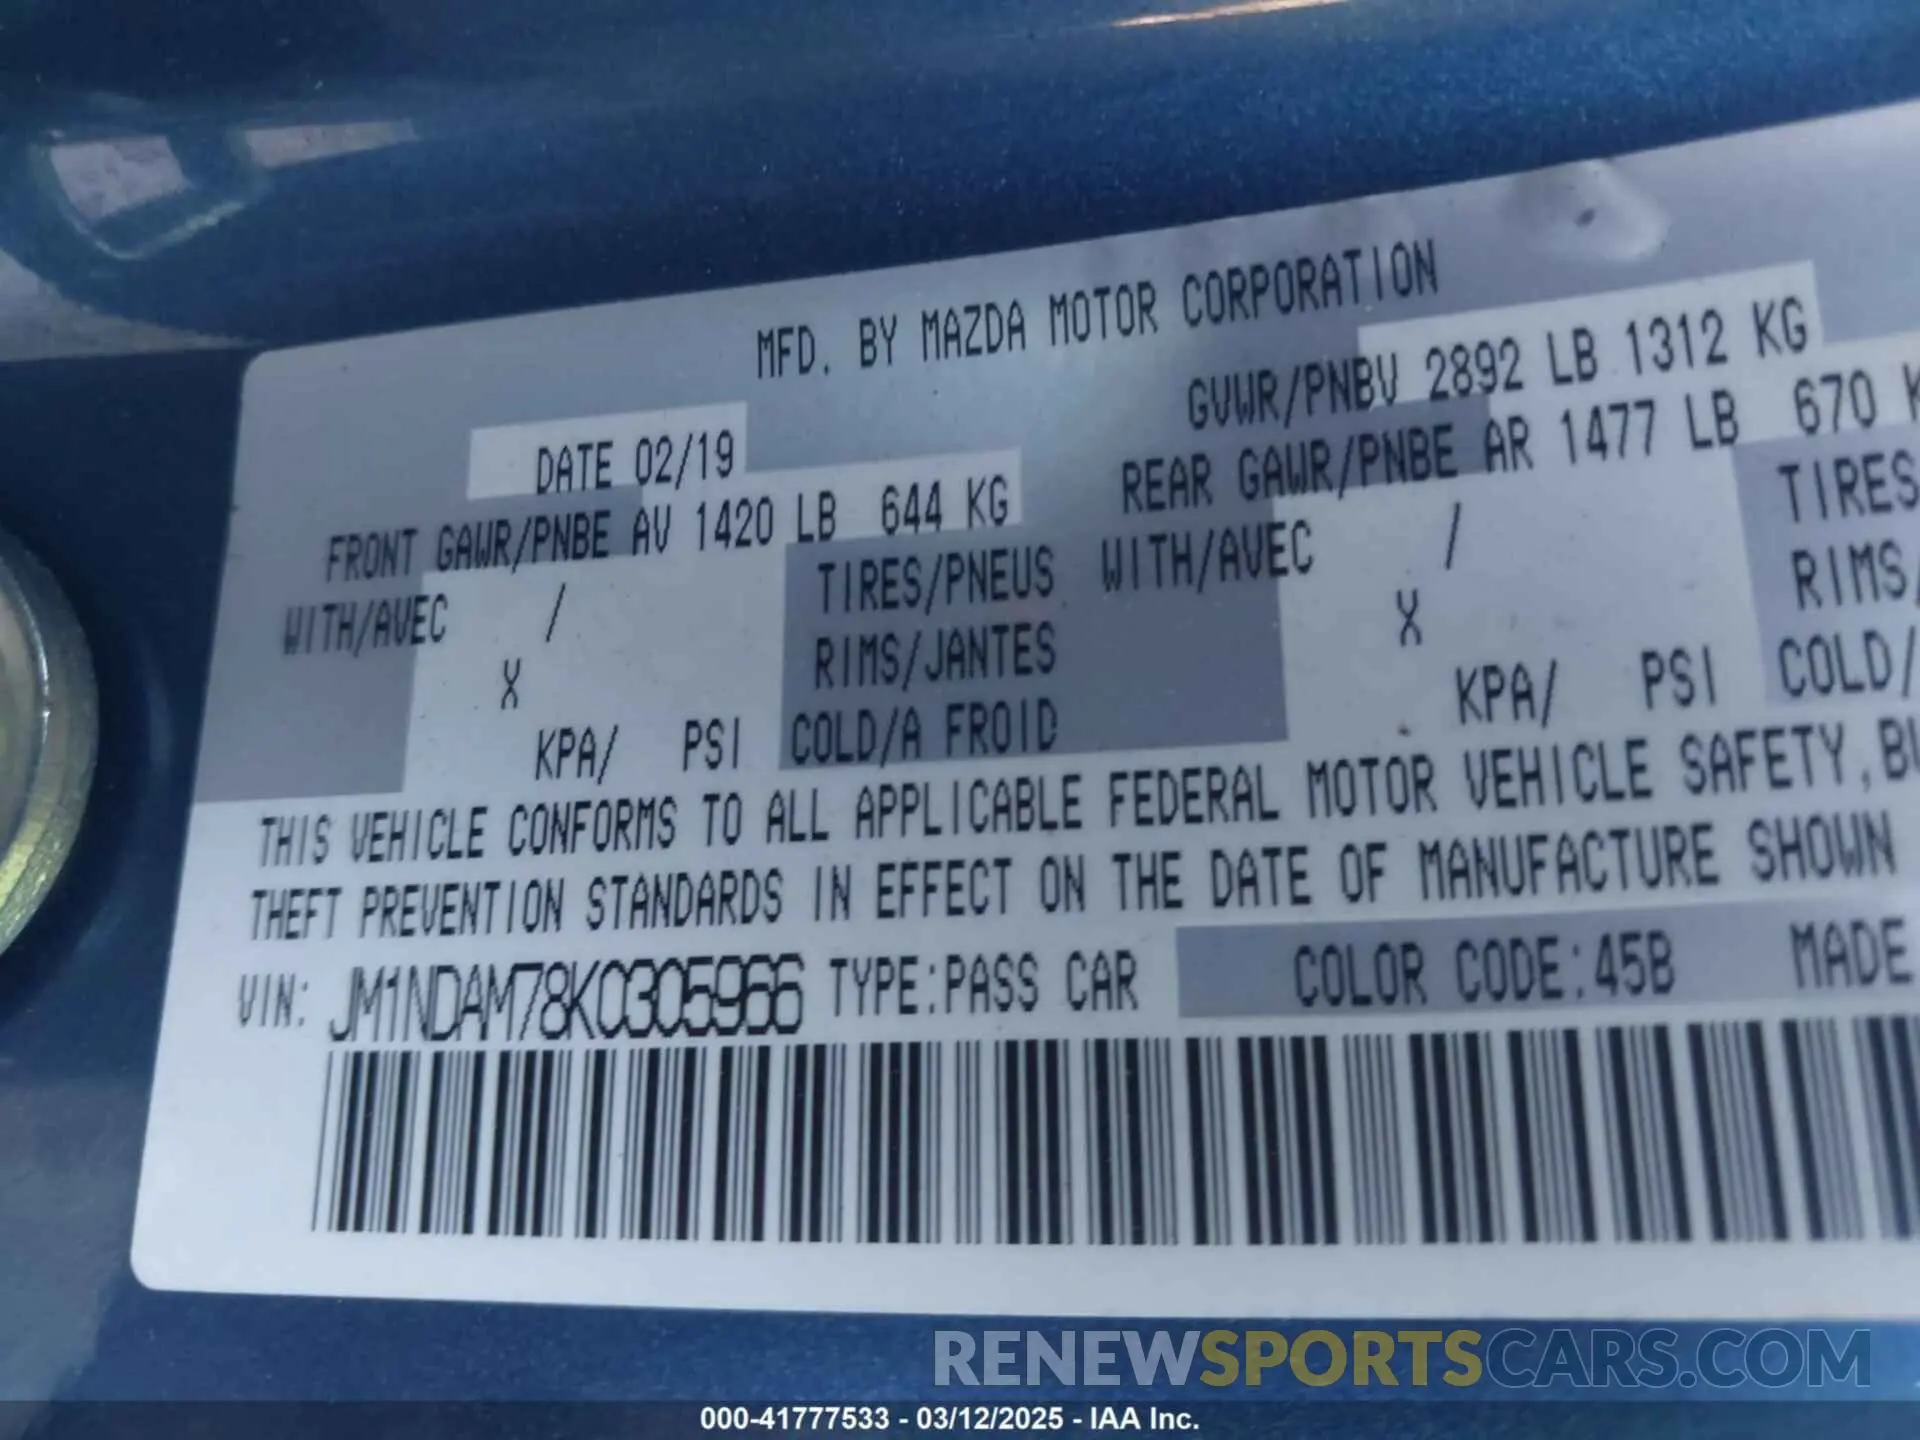 MFD. BY MAZDA MOTOR CORPORATION
DATE 02/19 GVWR/PNBV 2892 LB 1312 KG
FRONT GAWR/PNBE AV 1420 LB 644 KG REAR GAWR/PNBE AR 1477 LB 670 K
WITH/AVEC / TIRES/PNEUS WITH/AVEC / TIRES
X RIMS/JANTES X RIMS/
KPA/ PSI COLD/A FROID KPA/ PSI COLD/
THIS VEHICLE CONFORMS TO ALL APPLICABLE FEDERAL MOTOR VEHICLE SAFETY, BU
THEFT PREVENTION STANDARDS IN EFFECT ON THE DATE OF MANUFACTURE SHOWN
VIN: JM1NDAM78K0305966 TYPE:PASS CAR COLOR CODE:45B MADE
RENEWSPORTSCARS.COM
000-41777533 - 03/12/2025 - IAA Inc.